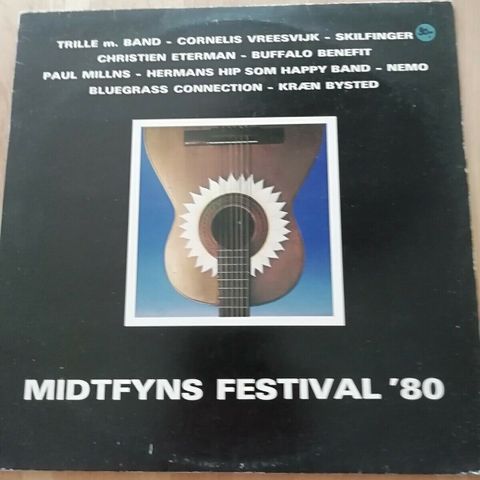 TRILLE m. BAND - CORNELIS VREESVIJK - SKILFINGER
CHRISTIEN ETERMAN - BUFFALO BENEFIT
PAUL MILLNS - HERMANS HIP SOM HAPPY BAND - NEMO
BLUEGRASS CONNECTION - KRÆN BYSTED
MIDTFYNS FESTIVAL '80